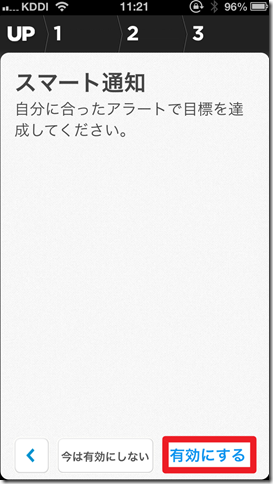 KDDI 11:21 96%
UP 1 2 3
スマート通知
自分に合ったアラートで目標を達
成してください。
今は有効にしない 有効にする